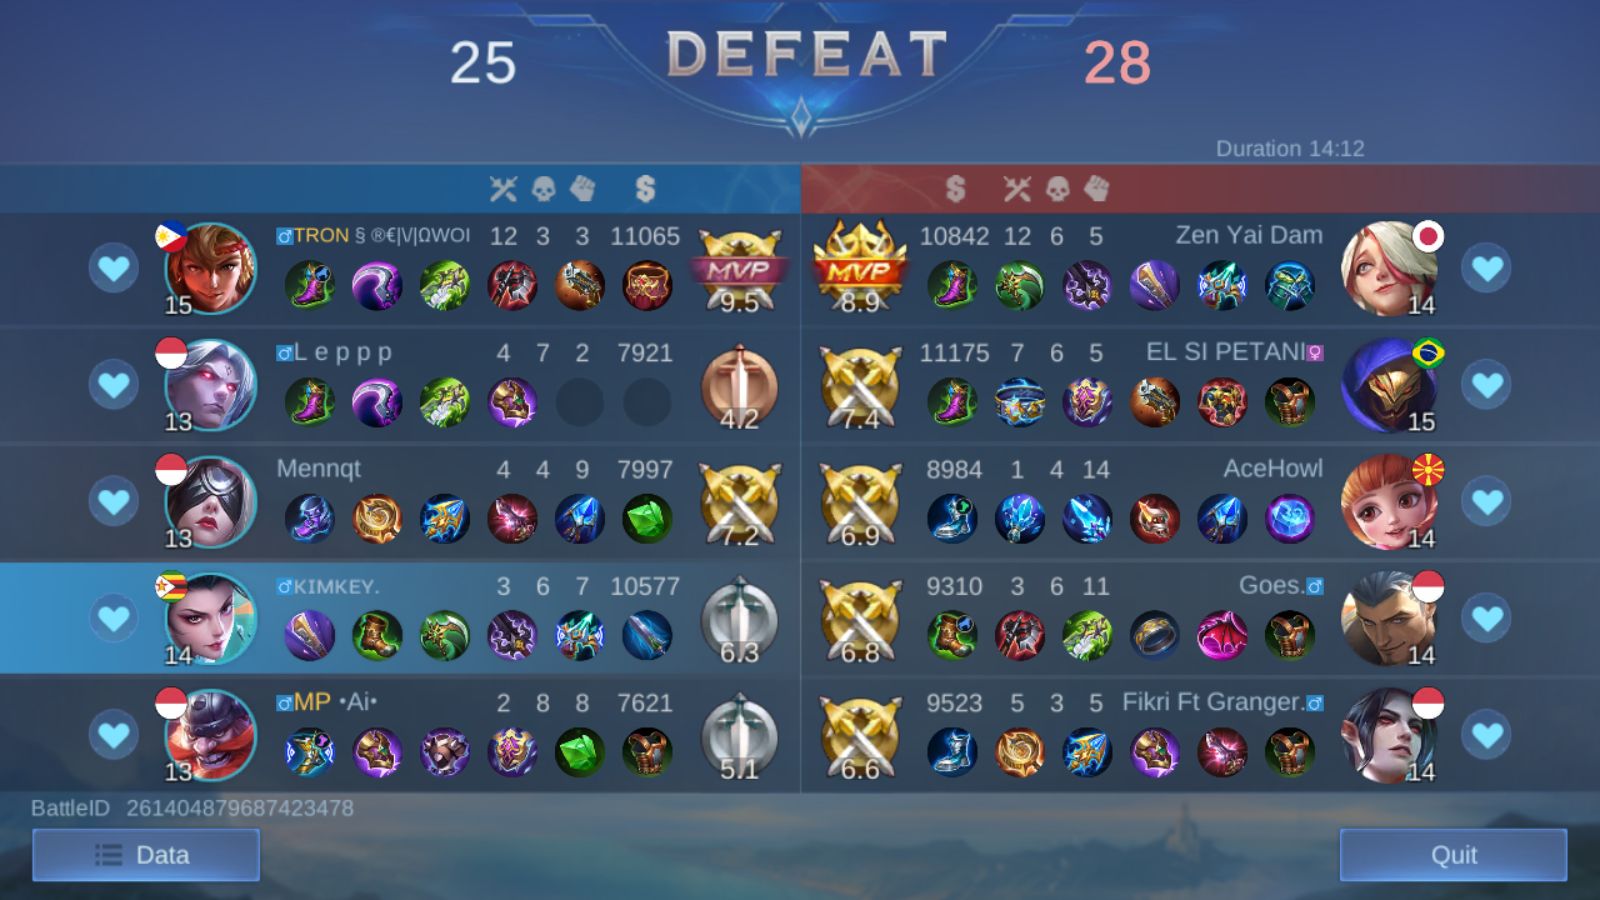 25 DEFEAT 28
Duration 14:12
TRON § ®€|\/|ΩWOI 12 3 3 11065 MVP 9.5 15
MVP 8.9 10842 12 6 5 Zen Yai Dam 14
L e p p p 4 7 2 7921 4.2 13
7.4 11175 7 6 5 EL SI PETANI 15
Mennqt 4 4 9 7997 7.2 13
6.9 8984 1 4 14 AceHowl 14
KIMKEY. 3 6 7 10577 6.3 14
6.8 9310 3 6 11 Goes. 14
MP •Ai• 2 8 8 7621 5.1 13
6.6 9523 5 3 5 Fikri Ft Granger. 14
BattleID 261404879687423478
Data
Quit